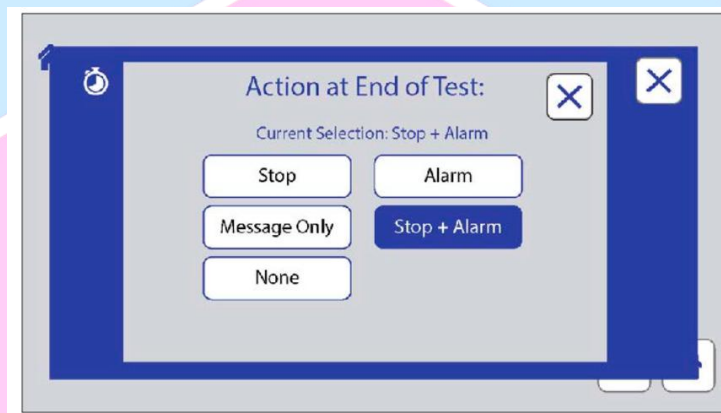 Action at End of Test:
Current Selection: Stop + Alarm
Stop
Alarm
Message Only
Stop + Alarm
None